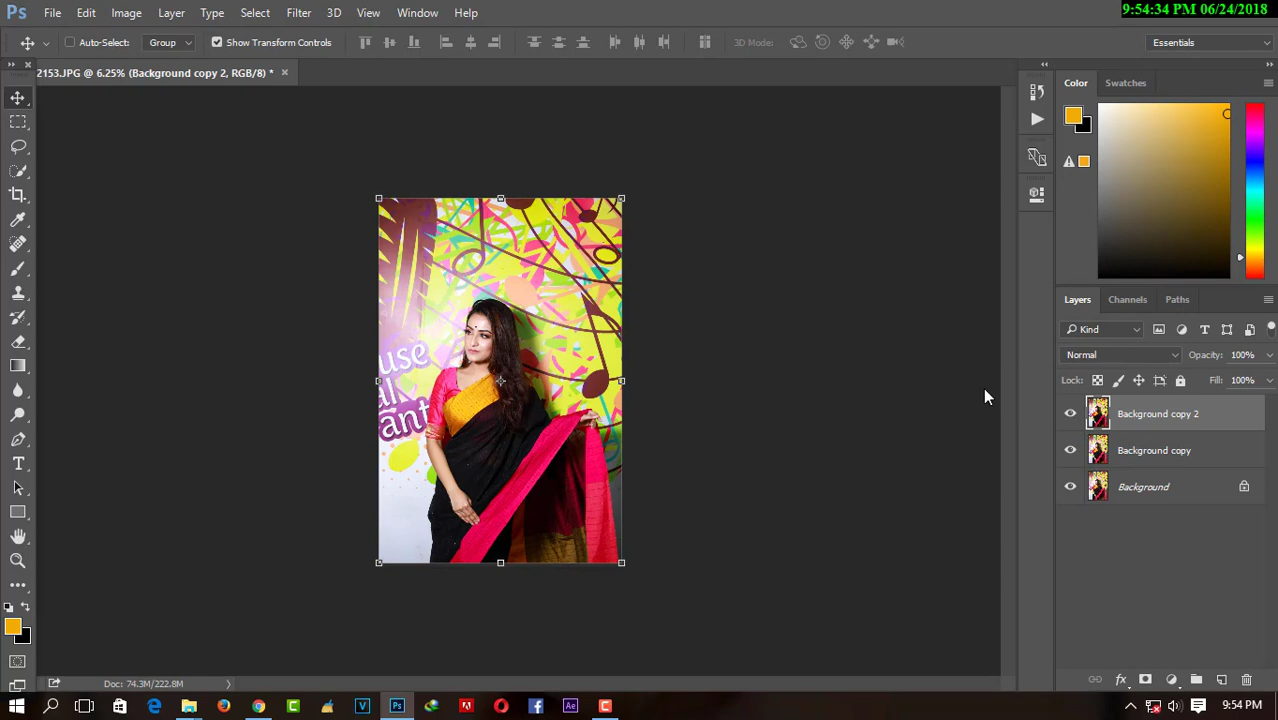 Ps File Edit Image Layer Type Select Filter 3D View Window Help
9:54:34 PM 06/24/2018
Auto-Select: Group Show Transform Controls 3D Mode: Essentials
2153.JPG @ 6.25% (Background copy 2, RGB/8) * ×
Color Swatches
use
al
ant
Layers Channels Paths
Kind
Normal Opacity: 100%
Lock: Fill: 100%
Background copy 2
Background copy
Background
fx
Doc: 74.3M/222.8M
9:54 PM